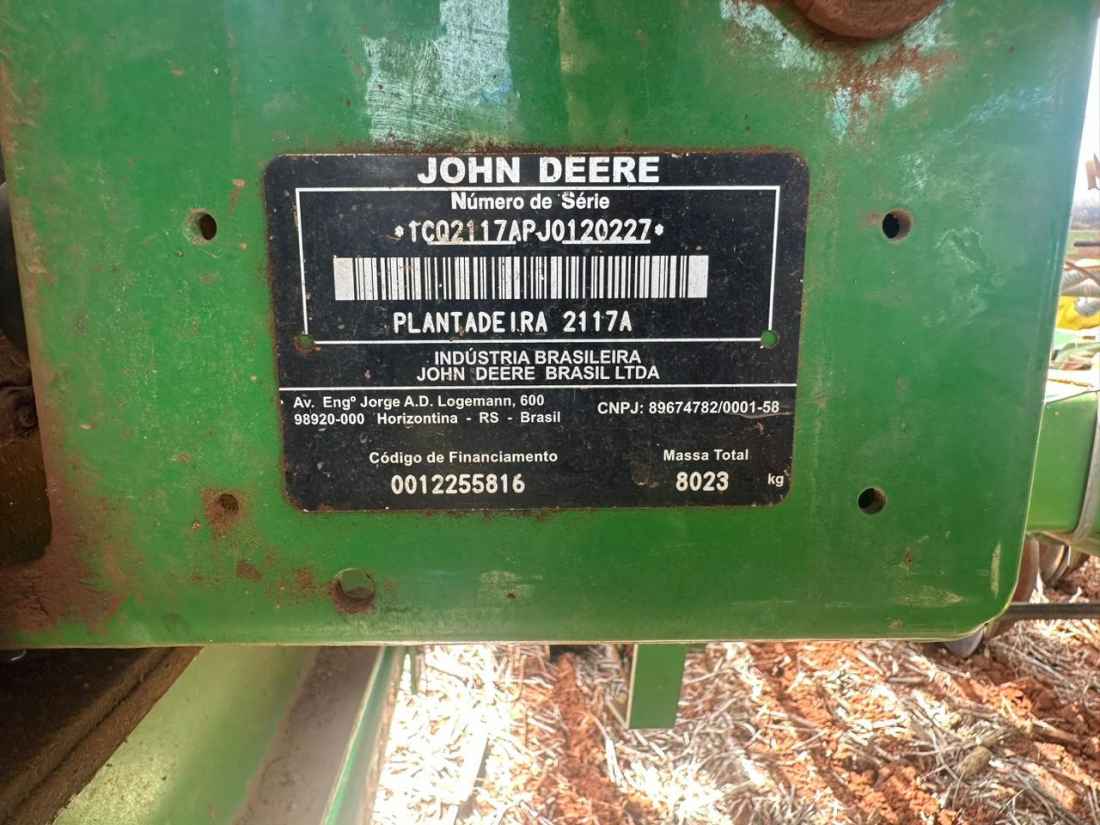 JOHN DEERE
Número de Série
*1CQ2117APJ0120227*
PLANTADEIRA 2117A
INDÚSTRIA BRASILEIRA
JOHN DEERE BRASIL LTDA
Av. Engº Jorge A.D. Logemann, 600
98920-000 Horizontina - RS - Brasil
CNPJ: 89674782/0001-58
Código de Financiamento
0012255816
Massa Total
8023 kg